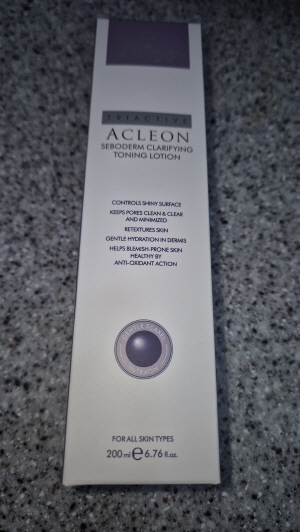 TRIACTIVE
ACLEON
SEBODERM CLARIFYING
TONING LOTION
CONTROLS SHINY SURFACE
KEEPS PORES CLEAN & CLEAR
AND MINIMIZED
RETEXTURES SKIN
GENTLE HYDRATION IN DERMIS
HELPS BLEMISH-PRONE SKIN
HEALTHY BY
ANTI-OXIDANT ACTION
FOR ALL SKIN TYPES
200 ml ℮ 6.76 fl.oz.